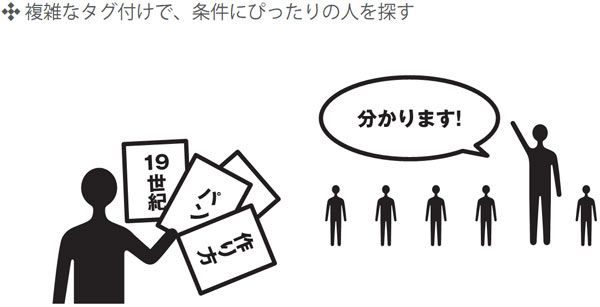 複雑なタグ付けで、条件にぴったりの人を探す
分かります!
19世紀
パン
作り方